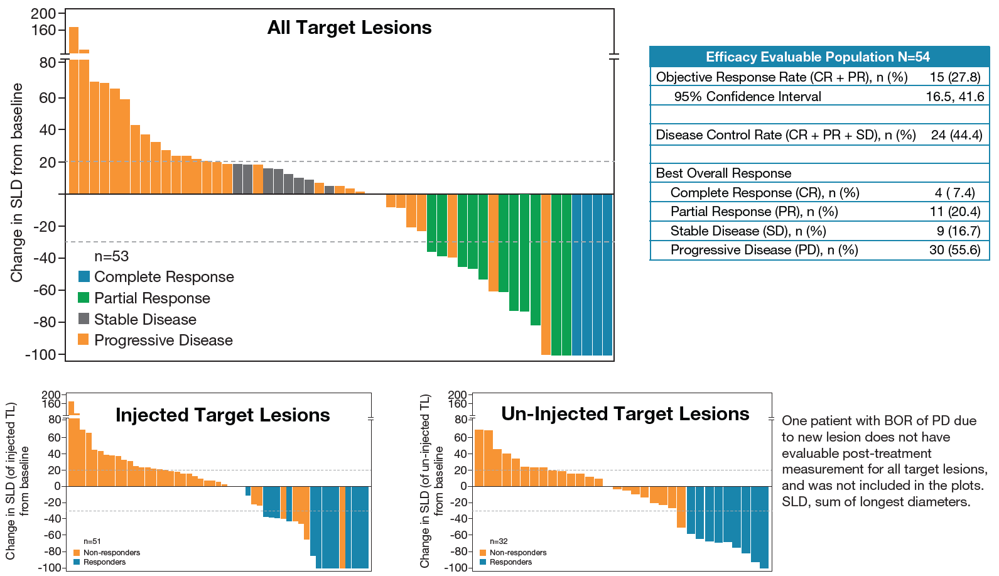 All Target Lesions
Change in SLD from baseline
200
160
80
60
40
20
-20
-40
-60
-80
-100
n=53
Complete Response
Partial Response
Stable Disease
Progressive Disease
Efficacy Evaluable Population N=54
Objective Response Rate (CR + PR), n (%) 15 (27.8)
95% Confidence Interval 16.5, 41.6
Disease Control Rate (CR + PR + SD), n (%) 24 (44.4)
Best Overall Response
Complete Response (CR), n (%) 4 ( 7.4)
Partial Response (PR), n (%) 11 (20.4)
Stable Disease (SD), n (%) 9 (16.7)
Progressive Disease (PD), n (%) 30 (55.6)
Injected Target Lesions
Change in SLD (of injected TL)
from baseline
200
160
80
60
40
20
0
-20
-40
-60
-80
-100
n=51
Non-responders
Responders
Un-Injected Target Lesions
Change in SLD (of un-injected TL)
from baseline
200
160
80
60
40
20
0
-20
-40
-60
-80
-100
n=32
Non-responders
Responders
One patient with BOR of PD due
to new lesion does not have
evaluable post-treatment
measurement for all target lesions,
and was not included in the plots.
SLD, sum of longest diameters.